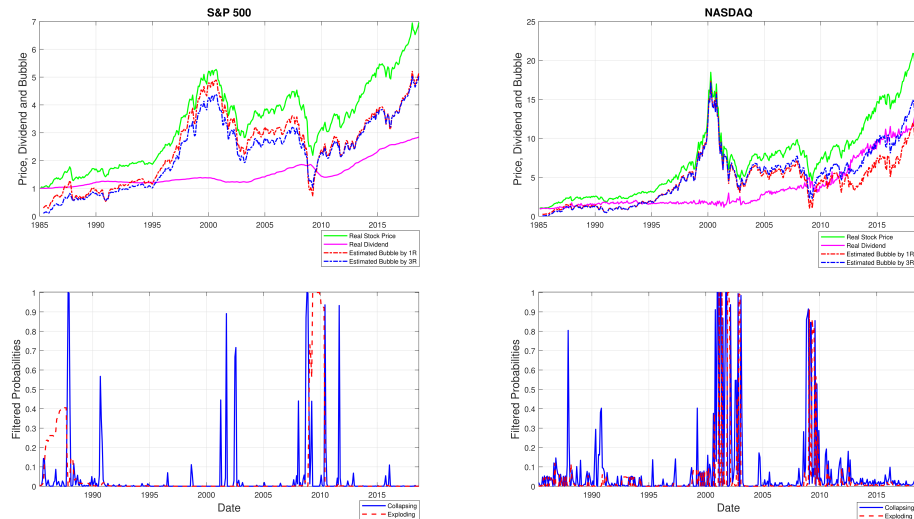 S&P 500
Price, Dividend and Bubble
7
6
5
4
3
2
1
0
1985 1990 1995 2000 2005 2010 2015
Real Stock Price
Real Dividend
Estimated Bubble by 1R
Estimated Bubble by 3R
NASDAQ
Price, Dividend and Bubble
25
20
15
10
5
0
1985 1990 1995 2000 2005 2010 2015
Real Stock Price
Real Dividend
Estimated Bubble by 1R
Estimated Bubble by 3R
Filtered Probabilities
1
0.9
0.8
0.7
0.6
0.5
0.4
0.3
0.2
0.1
0
1990 1995 2000 2005 2010 2015
Date
Collapsing
Exploding
Filtered Probabilities
1
0.9
0.8
0.7
0.6
0.5
0.4
0.3
0.2
0.1
0
1990 1995 2000 2005 2010 2015
Date
Collapsing
Exploding